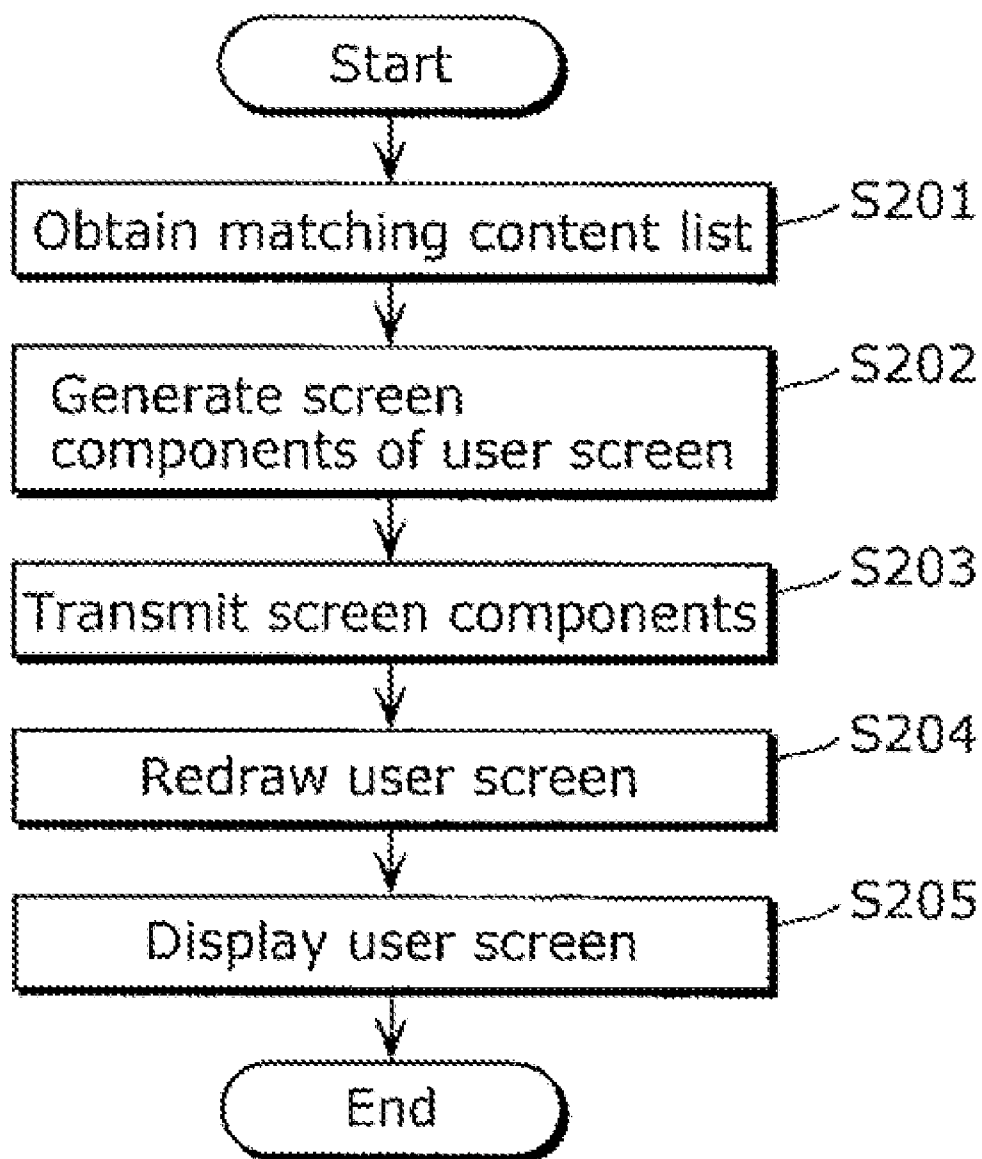 Start
Obtain matching content list
S201
Generate screen
components of user screen
S202
Transmit screen components
S203
Redraw user screen
S204
Display user screen
S205
End